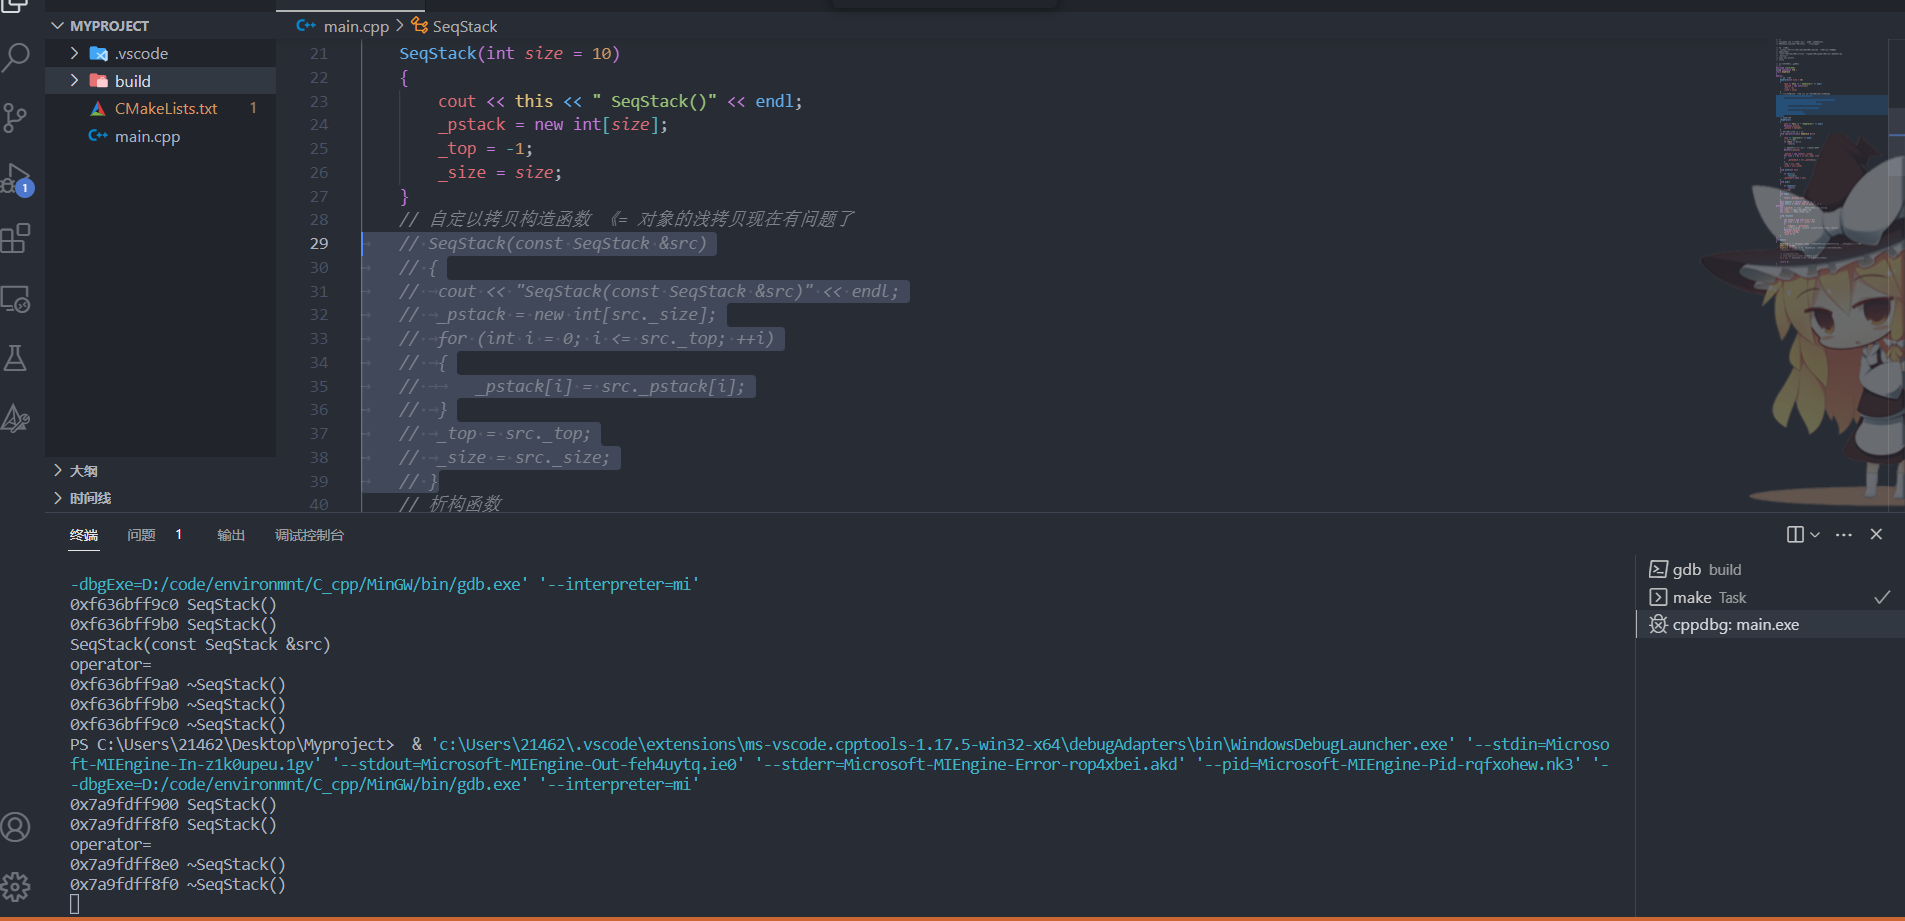 MYPROJECT
.vscode
build
CMakeLists.txt 1
main.cpp
大纲
时间线
main.cpp > SeqStack
21 SeqStack(int size = 10)
22 {
23 cout << this << " SeqStack()" << endl;
24 _pstack = new int[size];
25 _top = -1;
26 _size = size;
27 }
28 // 自定以拷贝构造函数 《= 对象的浅拷贝现在有问题了
29 // SeqStack(const SeqStack &src)
30 // {
31 // cout << "SeqStack(const SeqStack &src)" << endl;
32 // _pstack = new int[src._size];
33 // for (int i = 0; i <= src._top; ++i)
34 // {
35 // _pstack[i] = src._pstack[i];
36 // }
37 // _top = src._top;
38 // _size = src._size;
39 // }
40 // 析构函数
1
终端 问题 1 输出 调试控制台
-dbgExe=D:/code/environmnt/C_cpp/MinGW/bin/gdb.exe' '--interpreter=mi'
0xf636bff9c0 SeqStack()
0xf636bff9b0 SeqStack()
SeqStack(const SeqStack &src)
operator=
0xf636bff9a0 ~SeqStack()
0xf636bff9b0 ~SeqStack()
0xf636bff9c0 ~SeqStack()
PS C:\Users\21462\Desktop\Myproject>  & 'c:\Users\21462\.vscode\extensions\ms-vscode.cpptools-1.17.5-win32-x64\debugAdapters\bin\WindowsDebugLauncher.exe' '--stdin=Microso
ft-MIEngine-In-z1k0upeu.1gv' '--stdout=Microsoft-MIEngine-Out-feh4uytq.ie0' '--stderr=Microsoft-MIEngine-Error-rop4xbei.akd' '--pid=Microsoft-MIEngine-Pid-rqfxohew.nk3' '-
-dbgExe=D:/code/environmnt/C_cpp/MinGW/bin/gdb.exe' '--interpreter=mi'
0x7a9fdff900 SeqStack()
0x7a9fdff8f0 SeqStack()
operator=
0x7a9fdff8e0 ~SeqStack()
0x7a9fdff8f0 ~SeqStack()
gdb build
make Task
cppdbg: main.exe